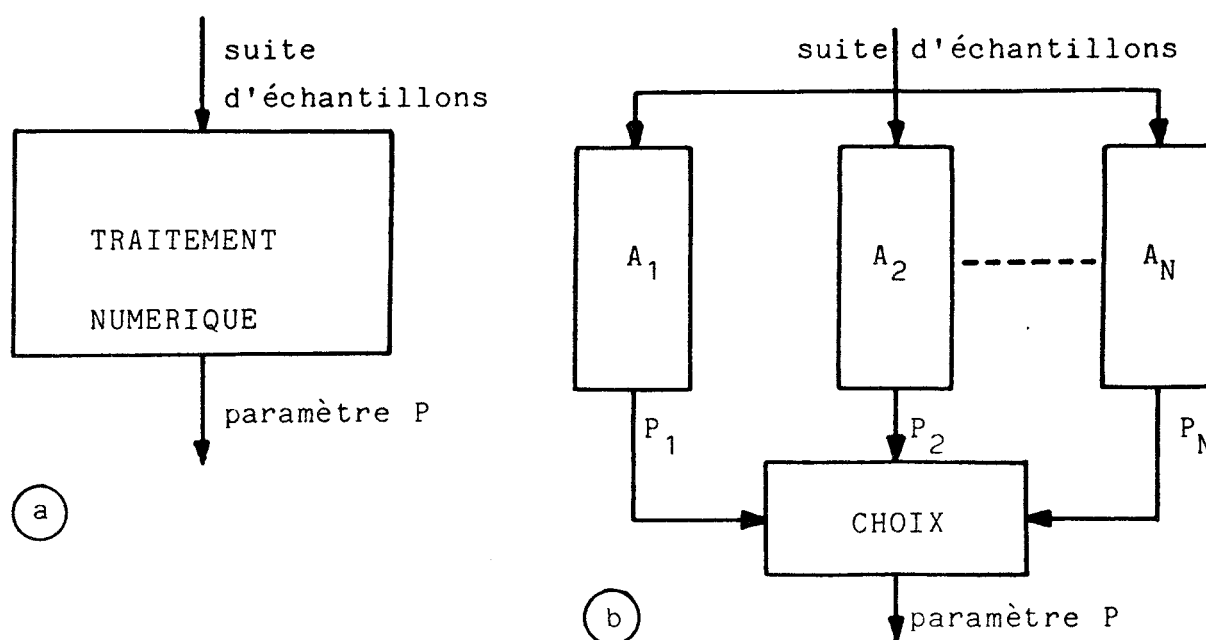 suite
d'échantillons
TRAITEMENT
NUMERIQUE
paramètre P
a
suite d'échantillons
A1
A2
AN
P1
P2
PN
CHOIX
paramètre P
b